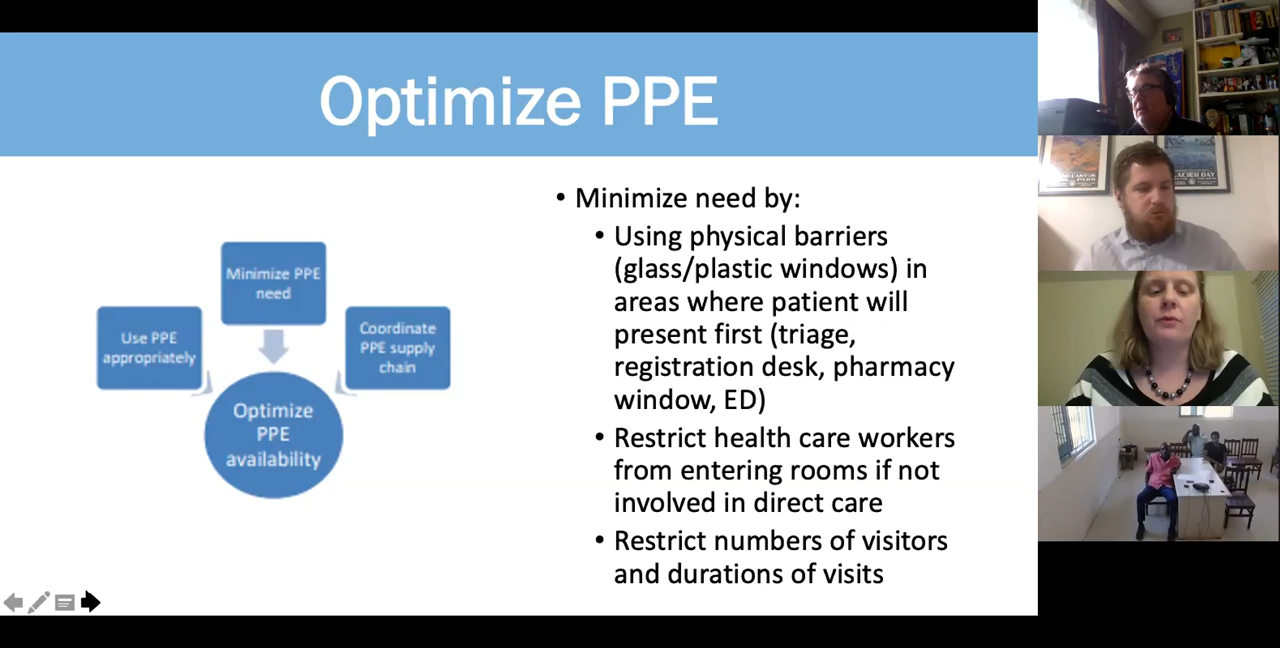 Optimize PPE
Minimize PPE
need
Use PPE
appropriately
Coordinate
PPE supply
chain
Optimize
PPE
availability
• Minimize need by:
• Using physical barriers
(glass/plastic windows) in
areas where patient will
present first (triage,
registration desk, pharmacy
window, ED)
• Restrict health care workers
from entering rooms if not
involved in direct care
• Restrict numbers of visitors
and durations of visits
GLACIER BAY